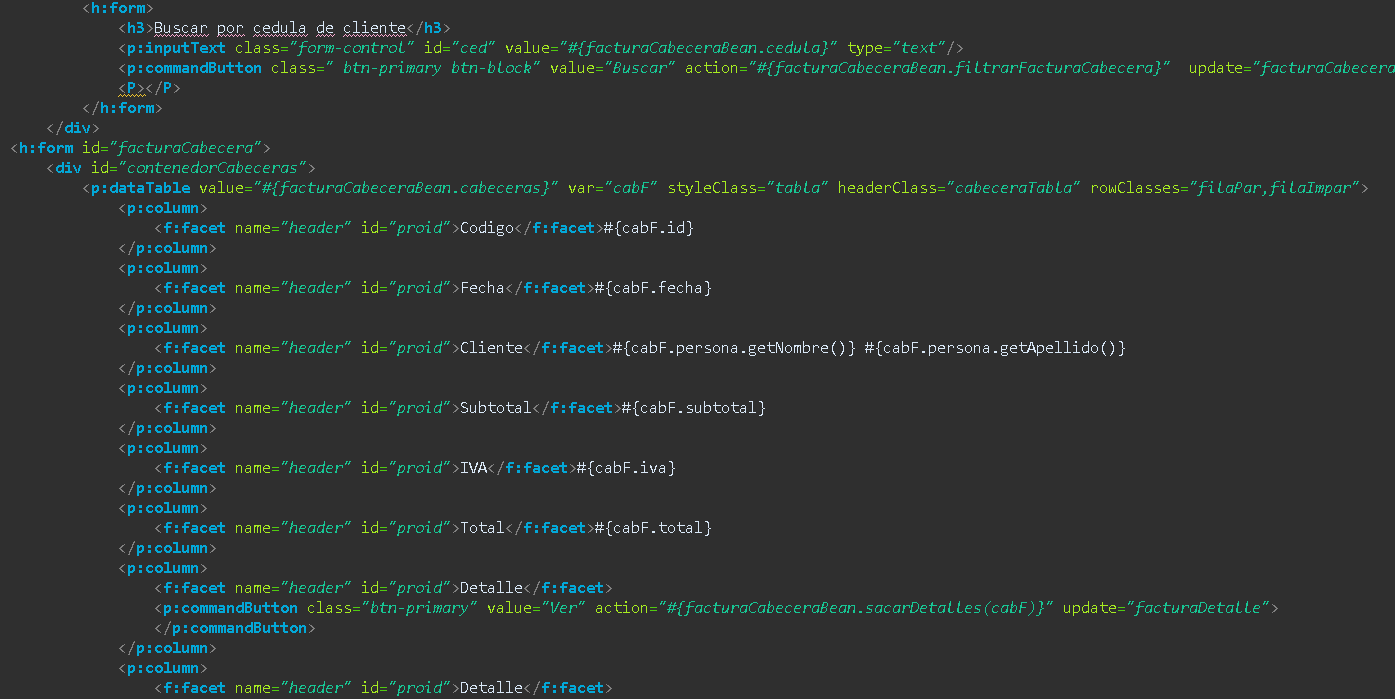 <h:form>
<h3>Buscar por cedula de cliente</h3>
<p:inputText class="form-control" id="ced" value="#{facturaCabeceraBean.cedula}" type="text"/>
<p:commandButton class=" btn-primary btn-block" value="Buscar" action="#{facturaCabeceraBean.filtrarFacturaCabecera}"  update="facturaCabecera
<P></P>
</h:form>
</div>
<h:form id="facturaCabecera">
<div id="contenedorCabeceras">
<p:dataTable value="#{facturaCabeceraBean.cabeceras}" var="cabF" styleClass="tabla" headerClass="cabeceraTabla" rowClasses="filaPar,filaImpar">
<p:column>
<f:facet name="header" id="proid">Codigo</f:facet>#{cabF.id}
</p:column>
<p:column>
<f:facet name="header" id="proid">Fecha</f:facet>#{cabF.fecha}
</p:column>
<p:column>
<f:facet name="header" id="proid">Cliente</f:facet>#{cabF.persona.getNombre()} #{cabF.persona.getApellido()}
</p:column>
<p:column>
<f:facet name="header" id="proid">Subtotal</f:facet>#{cabF.subtotal}
</p:column>
<p:column>
<f:facet name="header" id="proid">IVA</f:facet>#{cabF.iva}
</p:column>
<p:column>
<f:facet name="header" id="proid">Total</f:facet>#{cabF.total}
</p:column>
<p:column>
<f:facet name="header" id="proid">Detalle</f:facet>
<p:commandButton class="btn-primary" value="Ver" action="#{facturaCabeceraBean.sacarDetalles(cabF)}" update="facturaDetalle">
</p:commandButton>
</p:column>
<p:column>
<f:facet name="header" id="proid">Detalle</f:facet>